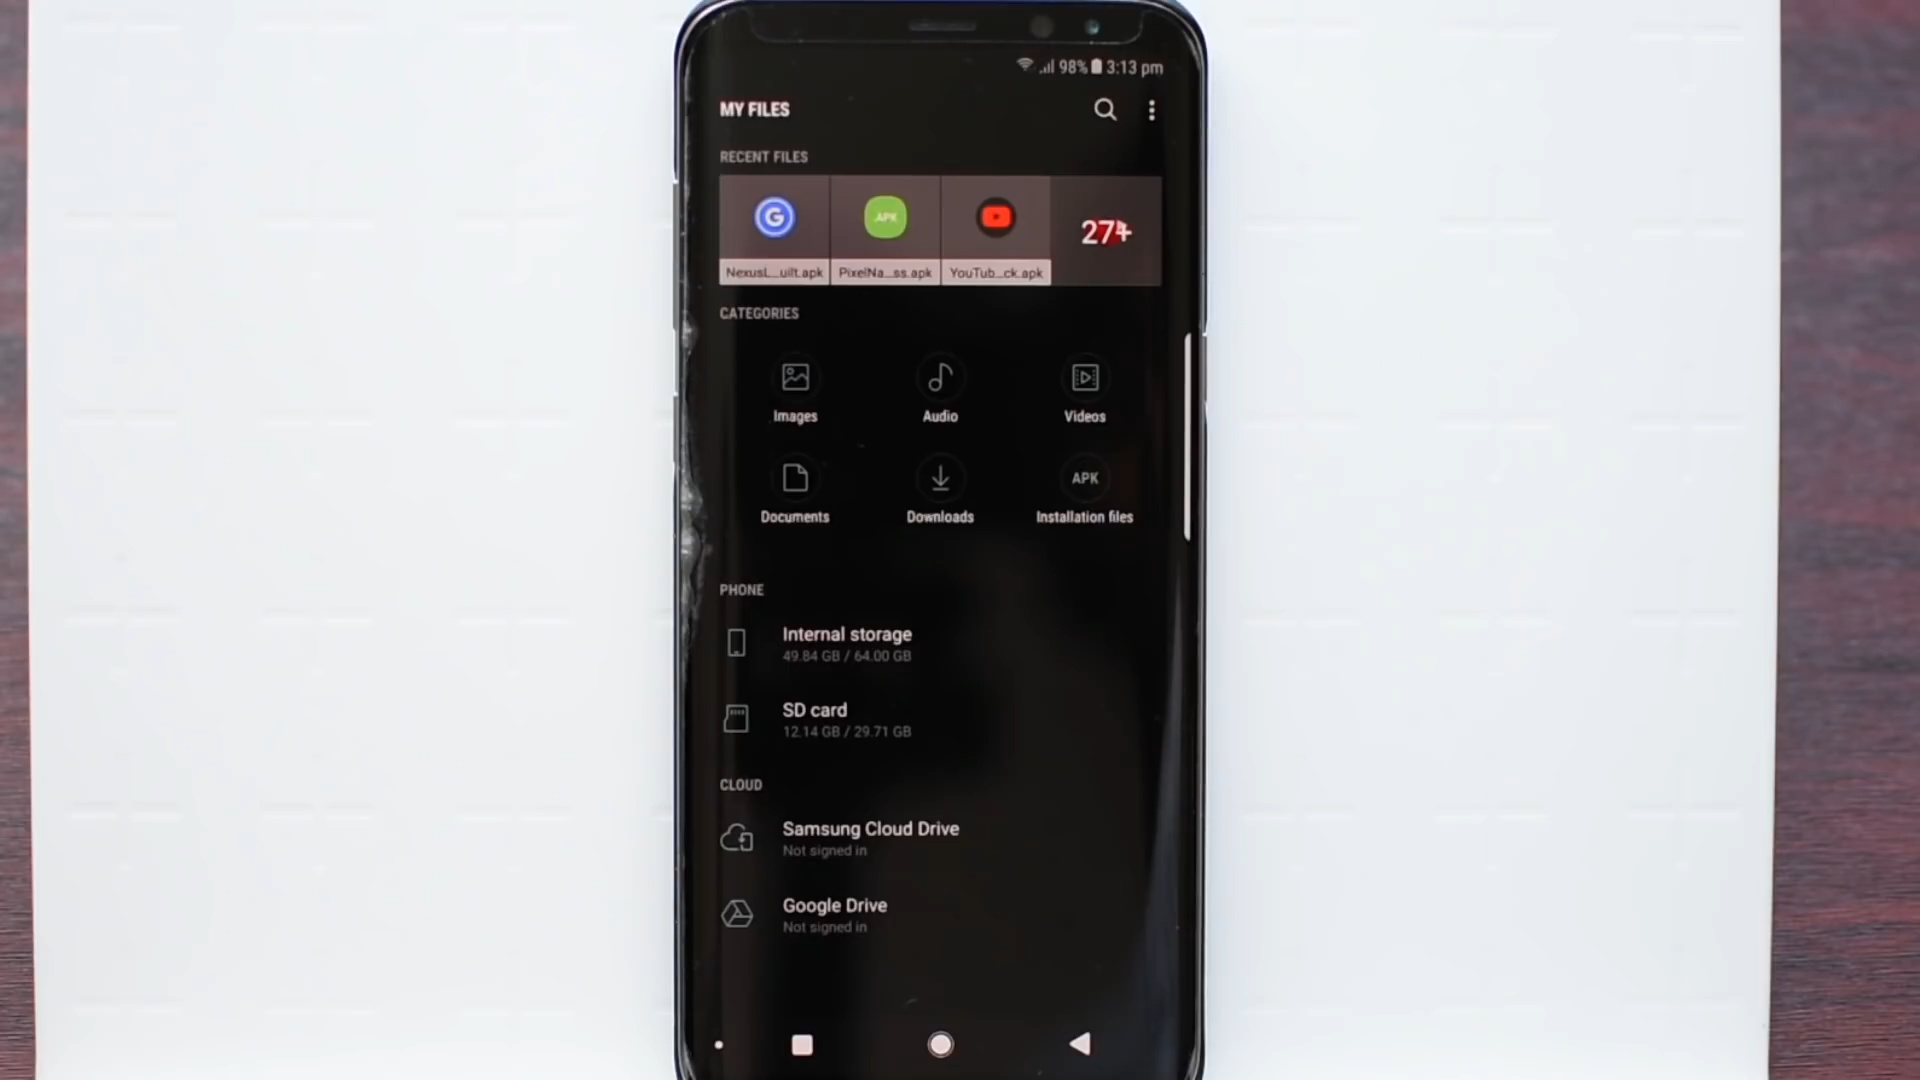 98% 3:13 pm
MY FILES
RECENT FILES
APK
NexusL...uilt.apk PixelNa...ss.apk YouTub...ck.apk 27+
CATEGORIES
Images Audio Videos
APK
Documents Downloads Installation files
PHONE
Internal storage
49.84 GB / 64.00 GB
SD card
12.14 GB / 29.71 GB
CLOUD
Samsung Cloud Drive
Not signed in
Google Drive
Not signed in